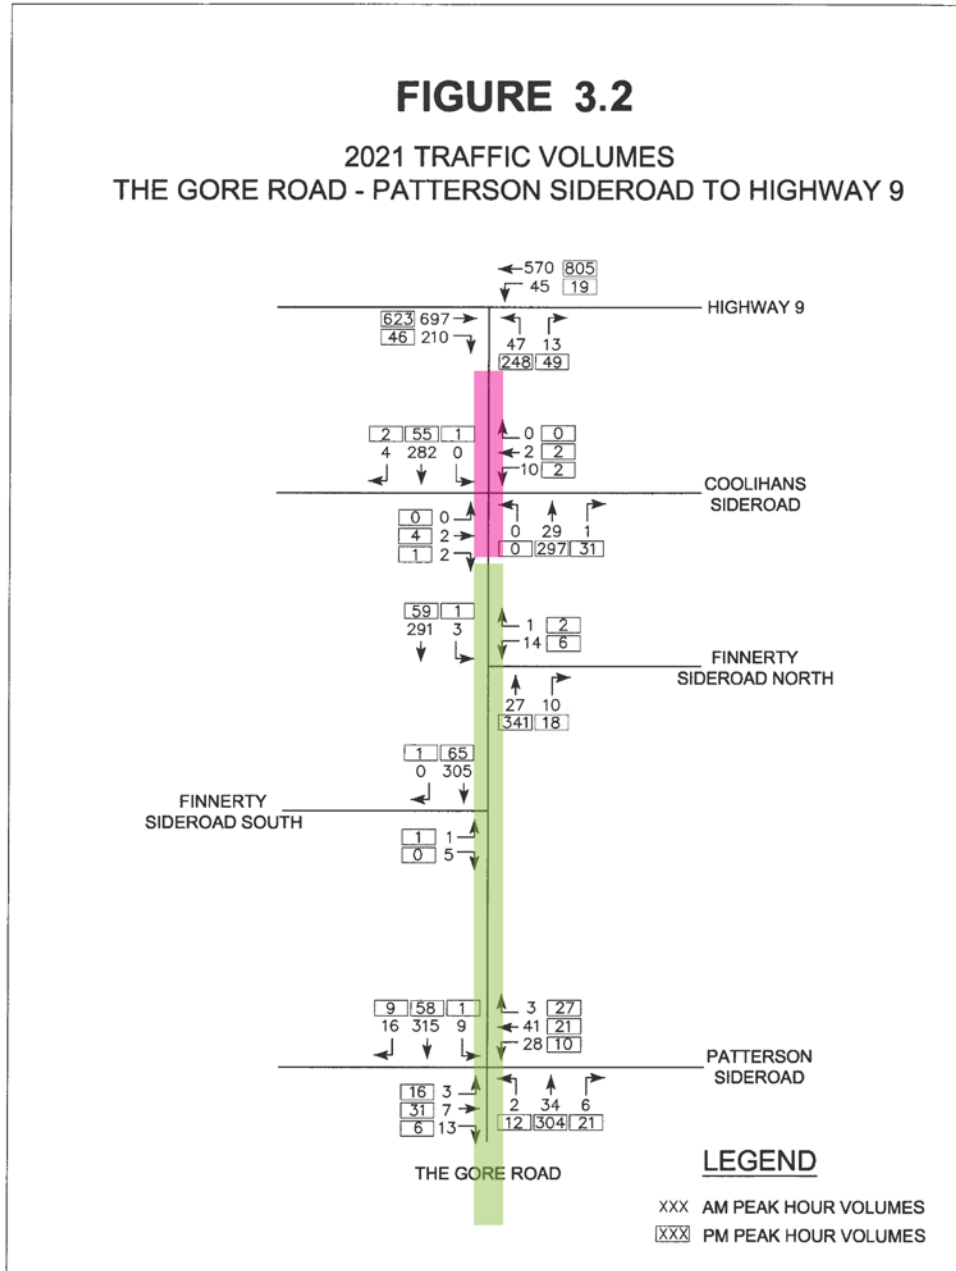 FIGURE 3.2
2021 TRAFFIC VOLUMES
THE GORE ROAD - PATTERSON SIDEROAD TO HIGHWAY 9
570 805
45 19
HIGHWAY 9
623 697
46 210
47 13
248 49
2 55 1
4 282 0
0 0
2 2
10 2
COOLIHANS
SIDEROAD
0 0
4 2
1 2
0 29 1
0 297 31
59 1
291 3
1 2
14 6
FINNERTY
SIDEROAD NORTH
27 10
341 18
1 65
0 305
FINNERTY
SIDEROAD SOUTH
1 1
0 5
9 58 1
16 315 9
3 27
41 21
28 10
PATTERSON
SIDEROAD
16 3
31 7
6 13
2 34 6
12 304 21
THE GORE ROAD
LEGEND
XXX AM PEAK HOUR VOLUMES
XXX PM PEAK HOUR VOLUMES